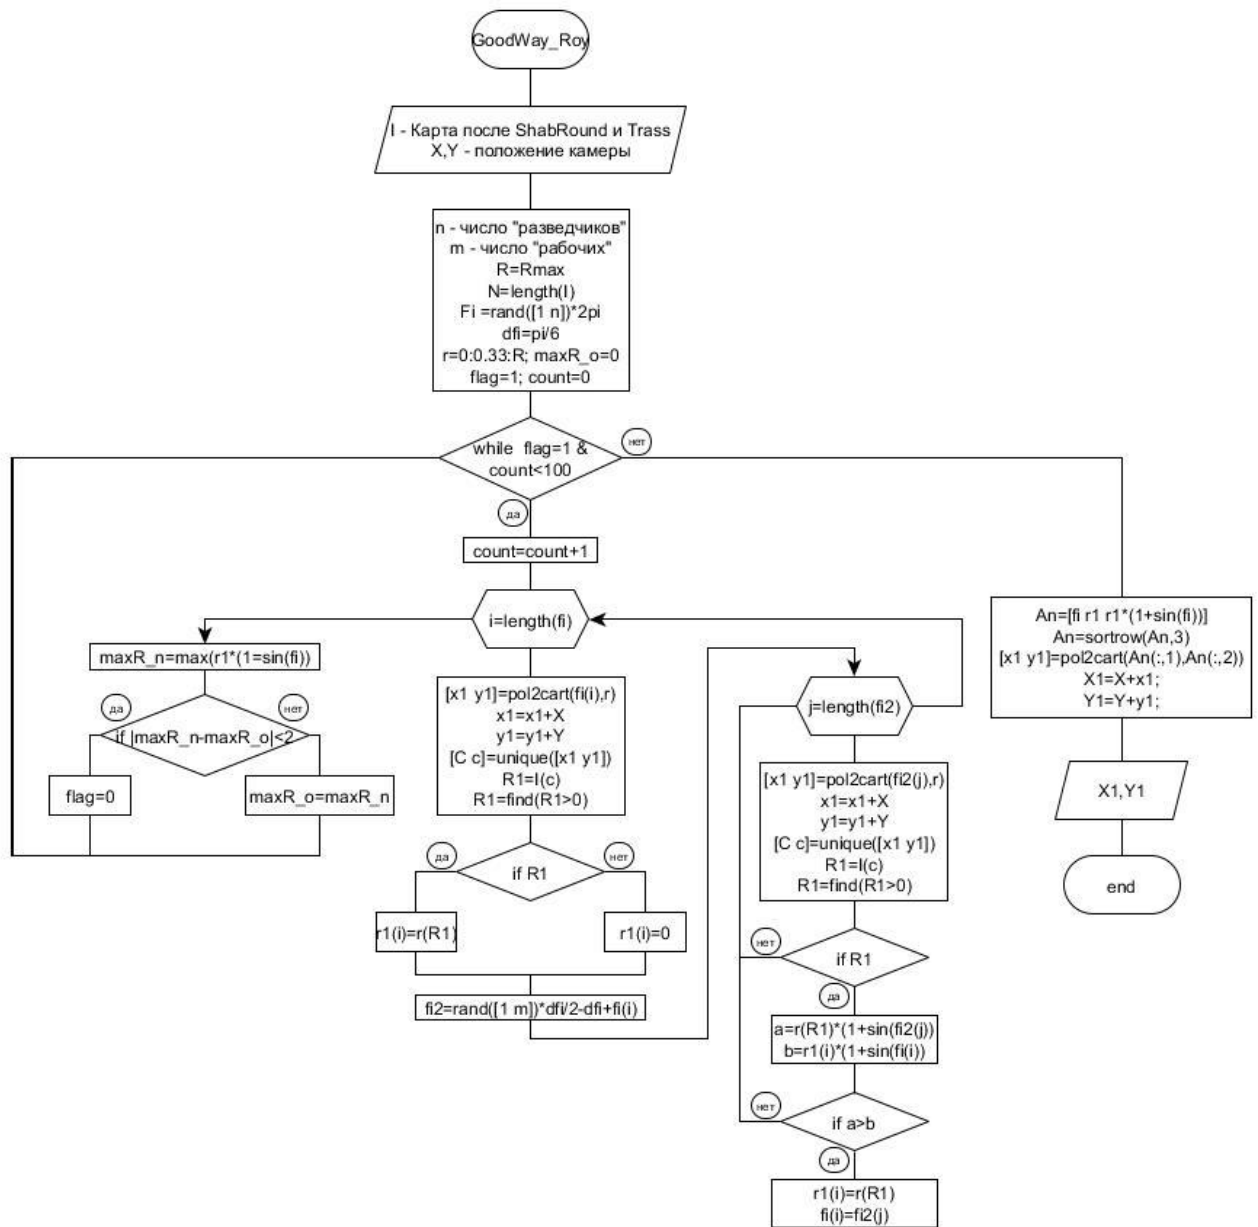 GoodWay_Roy
I - Карта после ShabRound и Trass
X,Y - положение камеры
n - число "разведчиков"
m - число "рабочих"
R=Rmax
N=length(I)
Fi =rand([1 n])*2pi
dfi=pi/6
r=0:0.33:R; maxR_o=0
flag=1; count=0
while flag=1 &
count<100
нет
да
count=count+1
i=length(fi)
maxR_n=max(r1*(1=sin(fi))
да
нет
if |maxR_n-maxR_o|<2
flag=0
maxR_o=maxR_n
[x1 y1]=pol2cart(fi(i),r)
x1=x1+X
y1=y1+Y
[C c]=unique([x1 y1])
R1=I(c)
R1=find(R1>0)
да
нет
if R1
r1(i)=r(R1)
r1(i)=0
fi2=rand([1 m])*dfi/2-dfi+fi(i)
j=length(fi2)
[x1 y1]=pol2cart(fi2(j),r)
x1=x1+X
y1=y1+Y
[C c]=unique([x1 y1])
R1=I(c)
R1=find(R1>0)
нет
if R1
да
a=r(R1)*(1+sin(fi2(j))
b=r1(i)*(1+sin(fi(i))
нет
if a>b
да
r1(i)=r(R1)
fi(i)=fi2(j)
An=[fi r1 r1*(1+sin(fi))]
An=sortrow(An,3)
[x1 y1]=pol2cart(An(:,1),An(:,2))
X1=X+x1;
Y1=Y+y1;
X1,Y1
end